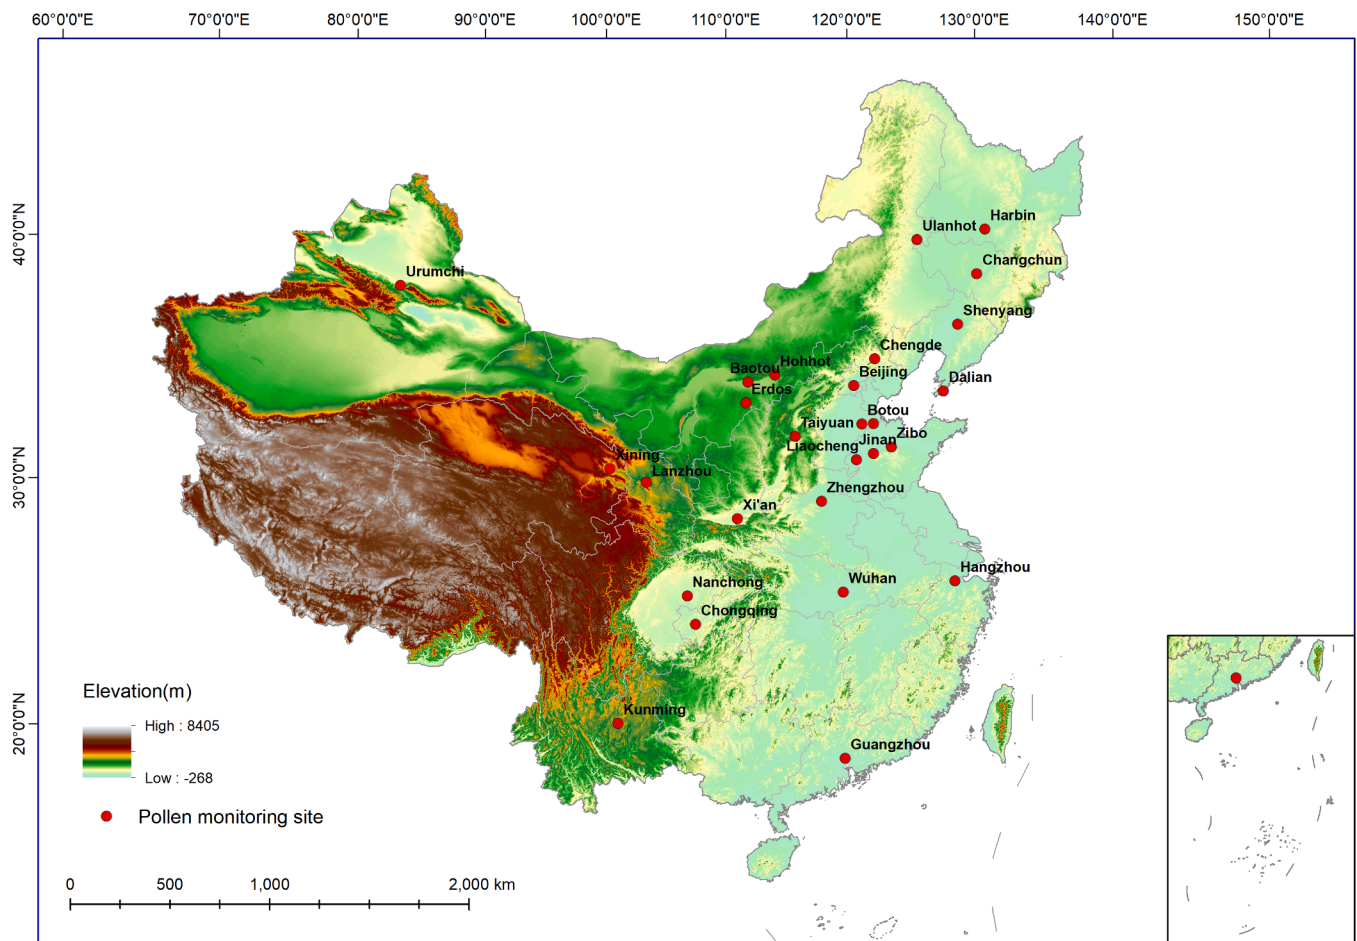 60°0'0"E
70°0'0"E
80°0'0"E
90°0'0"E
100°0'0"E
110°0'0"E
120°0'0"E
130°0'0"E
140°0'0"E
150°0'0"E
40°0'0"N
30°0'0"N
20°0'0"N
Harbin
Ulanhot
Changchun
Urumchi
Shenyang
Chengde
Hohhot
Baotou
Beijing
Dalian
Erdos
Botou
Taiyuan
Zibo
Jinan
Liaocheng
Xining
Lanzhou
Zhengzhou
Xi'an
Hangzhou
Wuhan
Nanchong
Chongqing
Kunming
Guangzhou
Elevation(m)
High : 8405
Low : -268
Pollen monitoring site
0 500 1,000 2,000 km